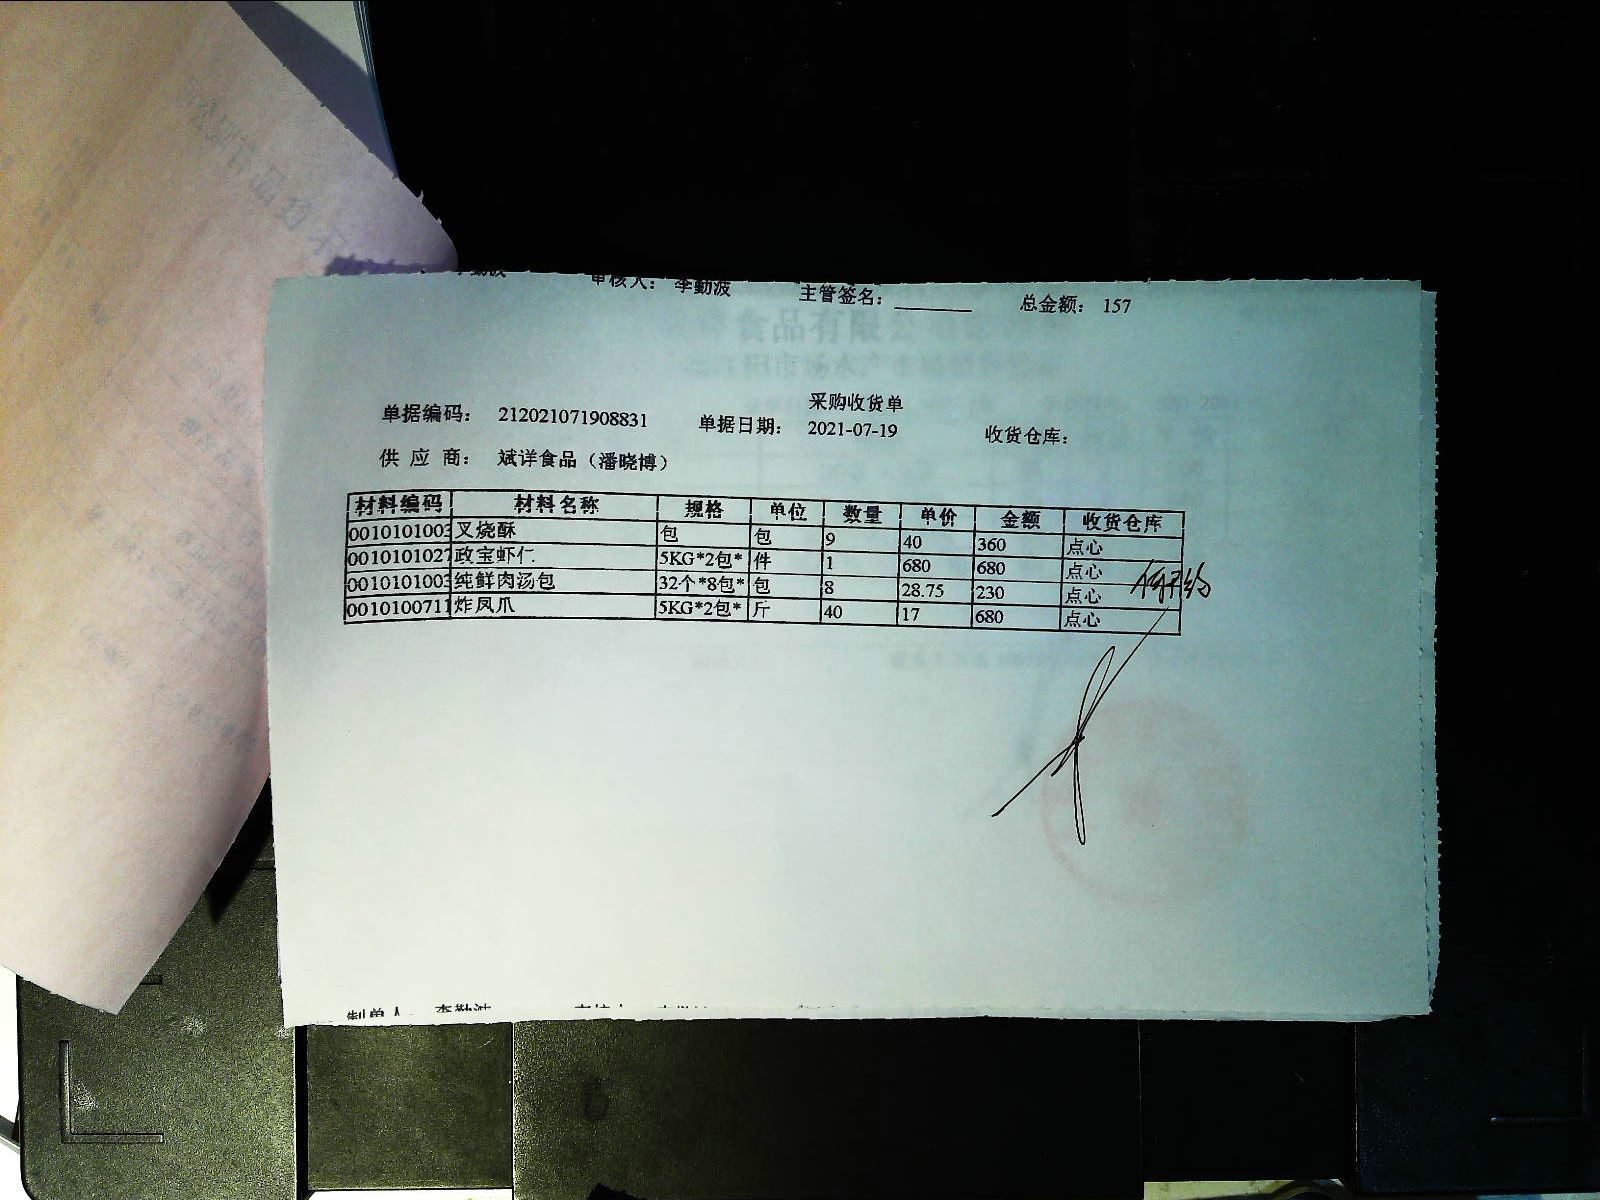 审核人： 李勤波 主管签名：________ 总金额： 157
采购收货单
单据编码： 212021071908831 单据日期： 2021-07-19 收货仓库：
供 应 商： 斌详食品（潘晓博）
材料编码 材料名称 规格 单位 数量 单价 金额 收货仓库
0010101003 叉烧酥 包 包 9 40 360 点心
0010101027 政宝虾仁 5KG*2包* 件 1 680 680 点心
0010101003 纯鲜肉汤包 32个*8包* 包 8 28.75 230 点心
0010100711 炸凤爪 5KG*2包* 斤 40 17 680 点心
制单人： 李勤波